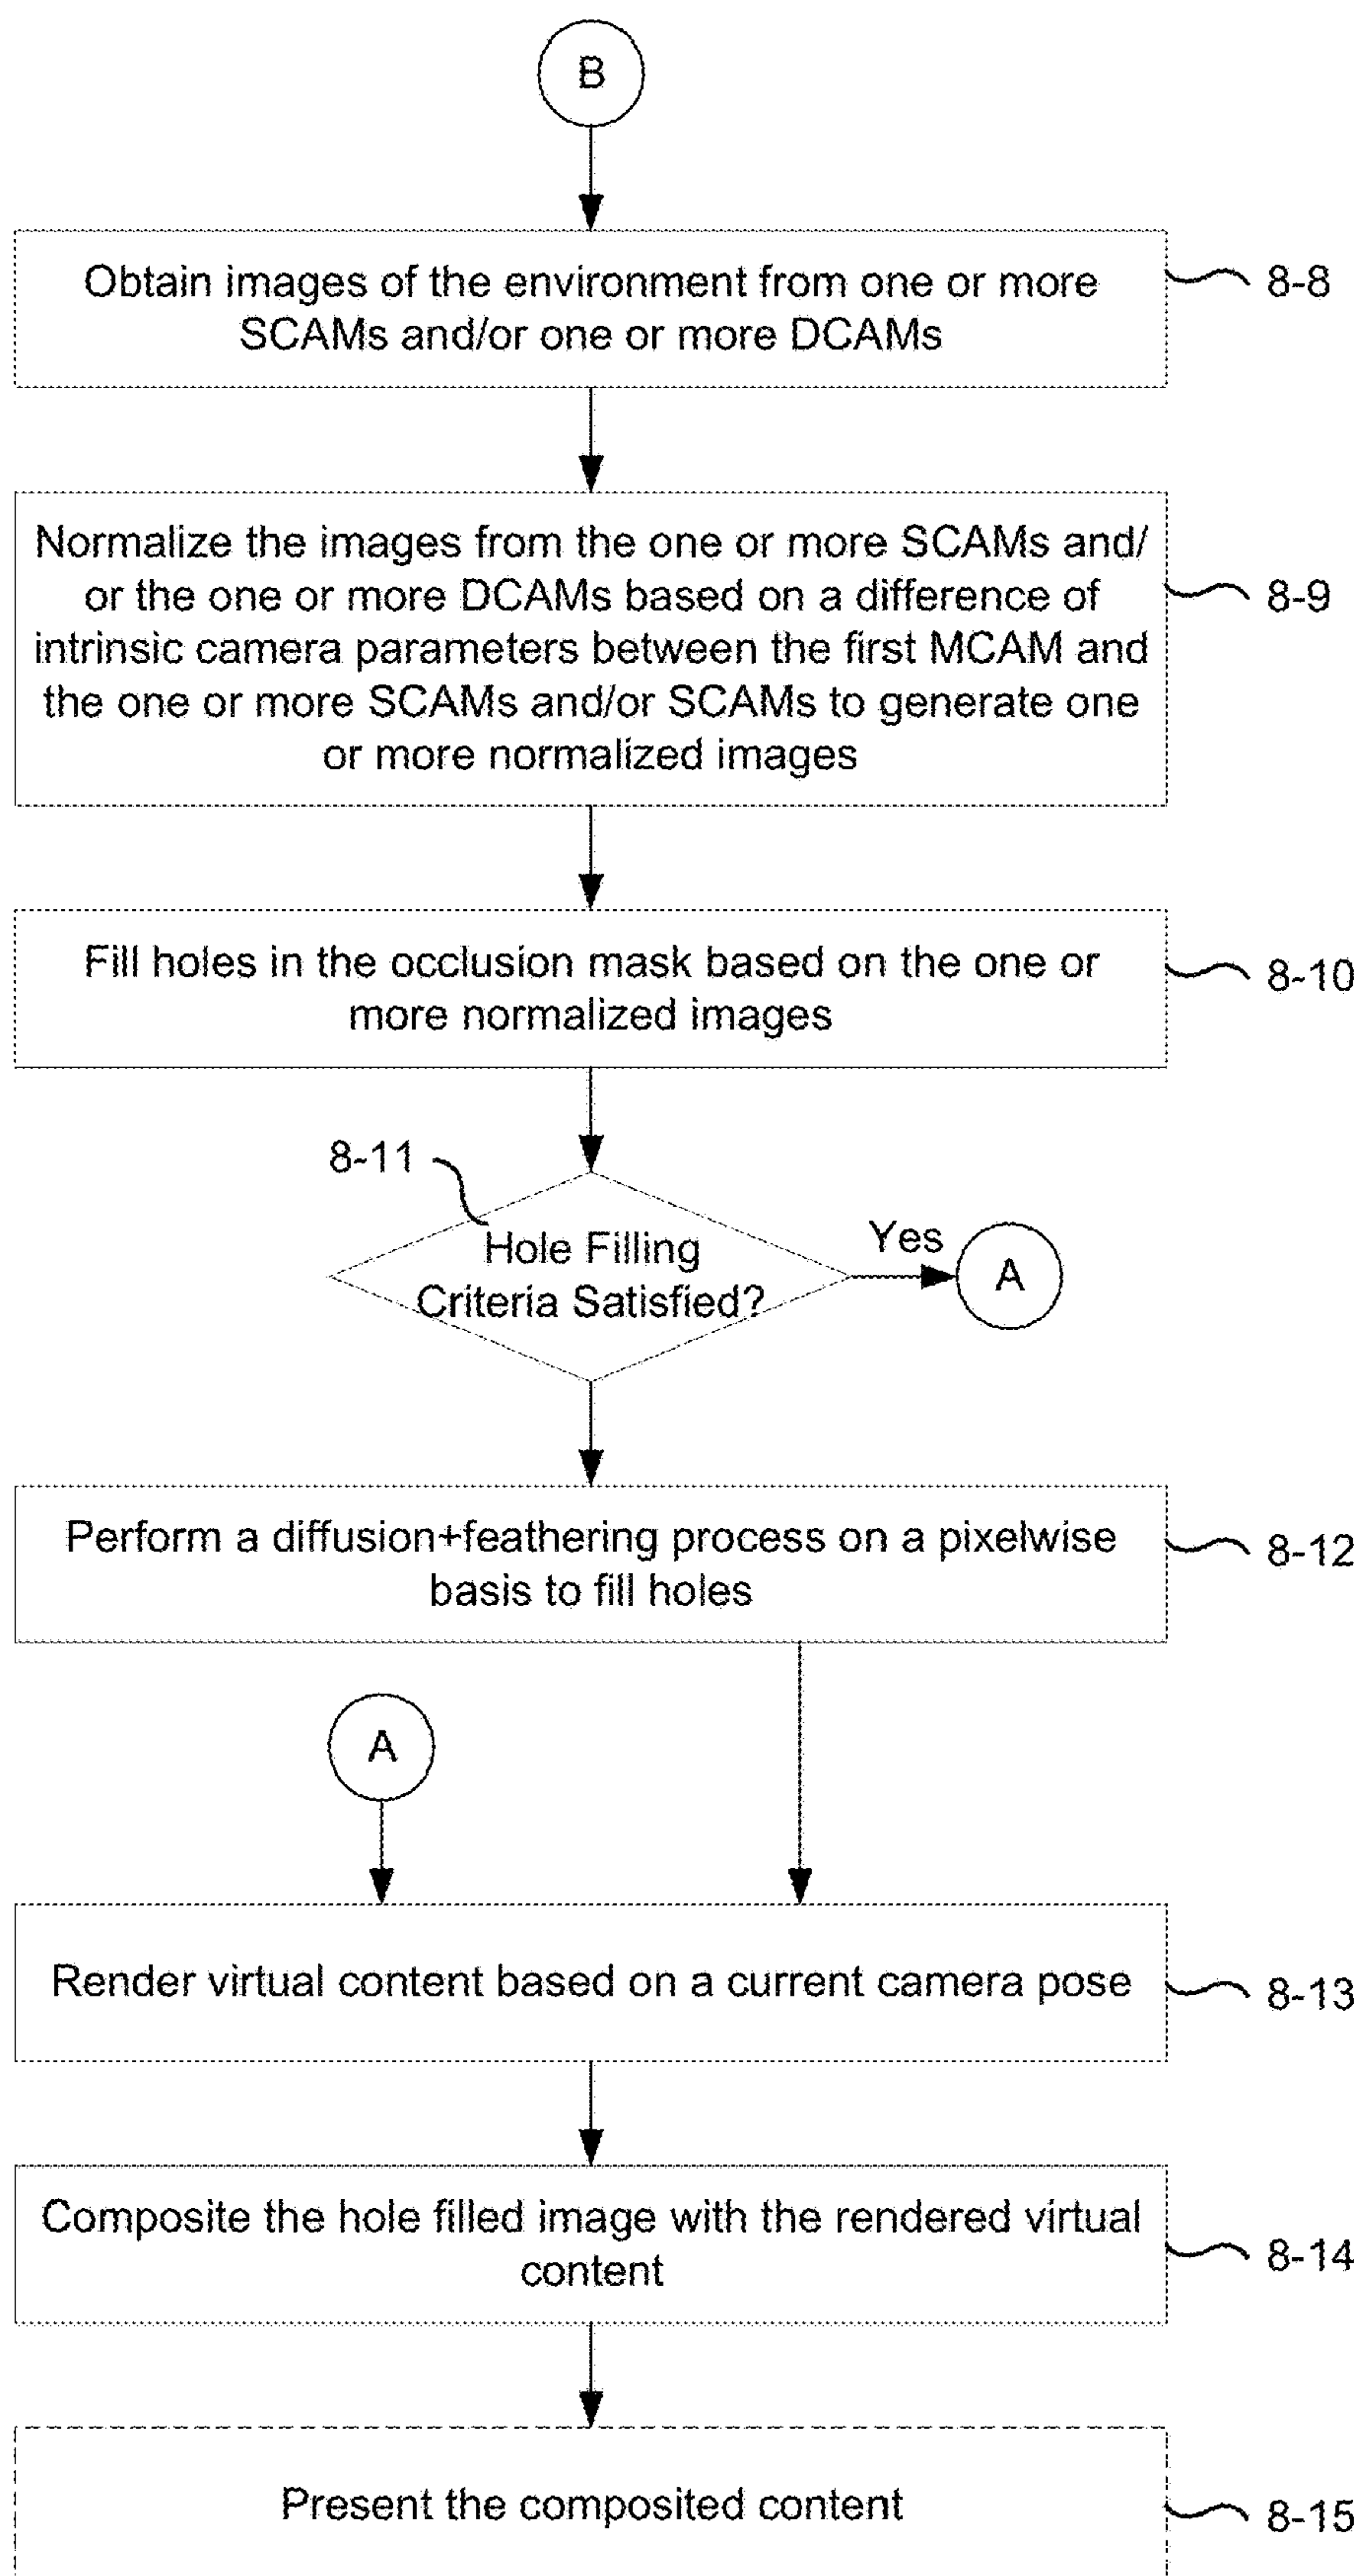 B
Obtain images of the environment from one or more
SCAMs and/or one or more DCAMs
8-8
Normalize the images from the one or more SCAMs and/
or the one or more DCAMs based on a difference of
intrinsic camera parameters between the first MCAM and
the one or more SCAMs and/or SCAMs to generate one
or more normalized images
8-9
Fill holes in the occlusion mask based on the one or
more normalized images
8-10
8-11
Hole Filling
Criteria Satisfied?
Yes
A
Perform a diffusion+feathering process on a pixelwise
basis to fill holes
8-12
A
Render virtual content based on a current camera pose
8-13
Composite the hole filled image with the rendered virtual
content
8-14
Present the composited content
8-15